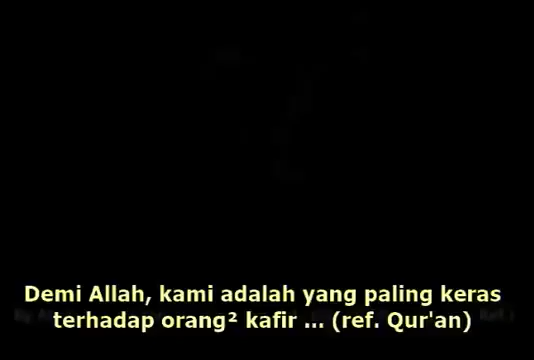 Demi Allah, kami adalah yang paling keras
terhadap orang² kafir ... (ref. Qur'an)